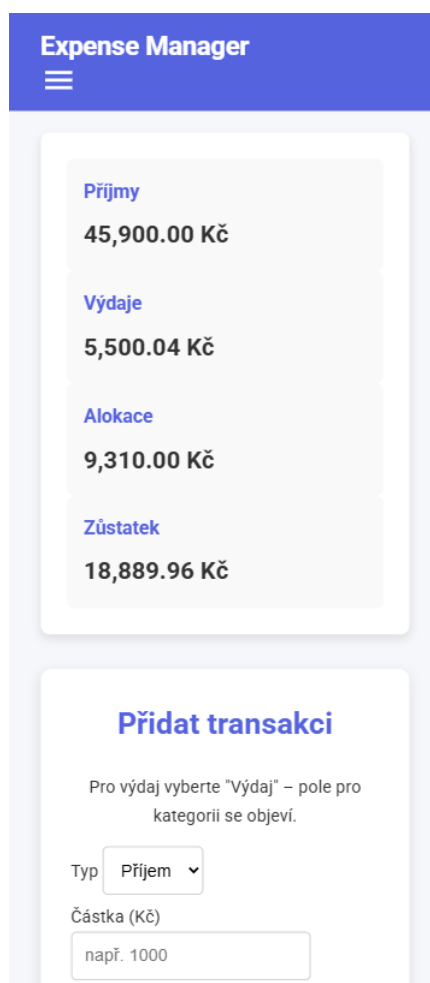 Expense Manager
Příjmy
45,900.00 Kč
Výdaje
5,500.04 Kč
Alokace
9,310.00 Kč
Zůstatek
18,889.96 Kč
Přidat transakci
Pro výdaj vyberte "Výdaj" – pole pro
kategorii se objeví.
Typ Příjem
Částka (Kč)
např. 1000